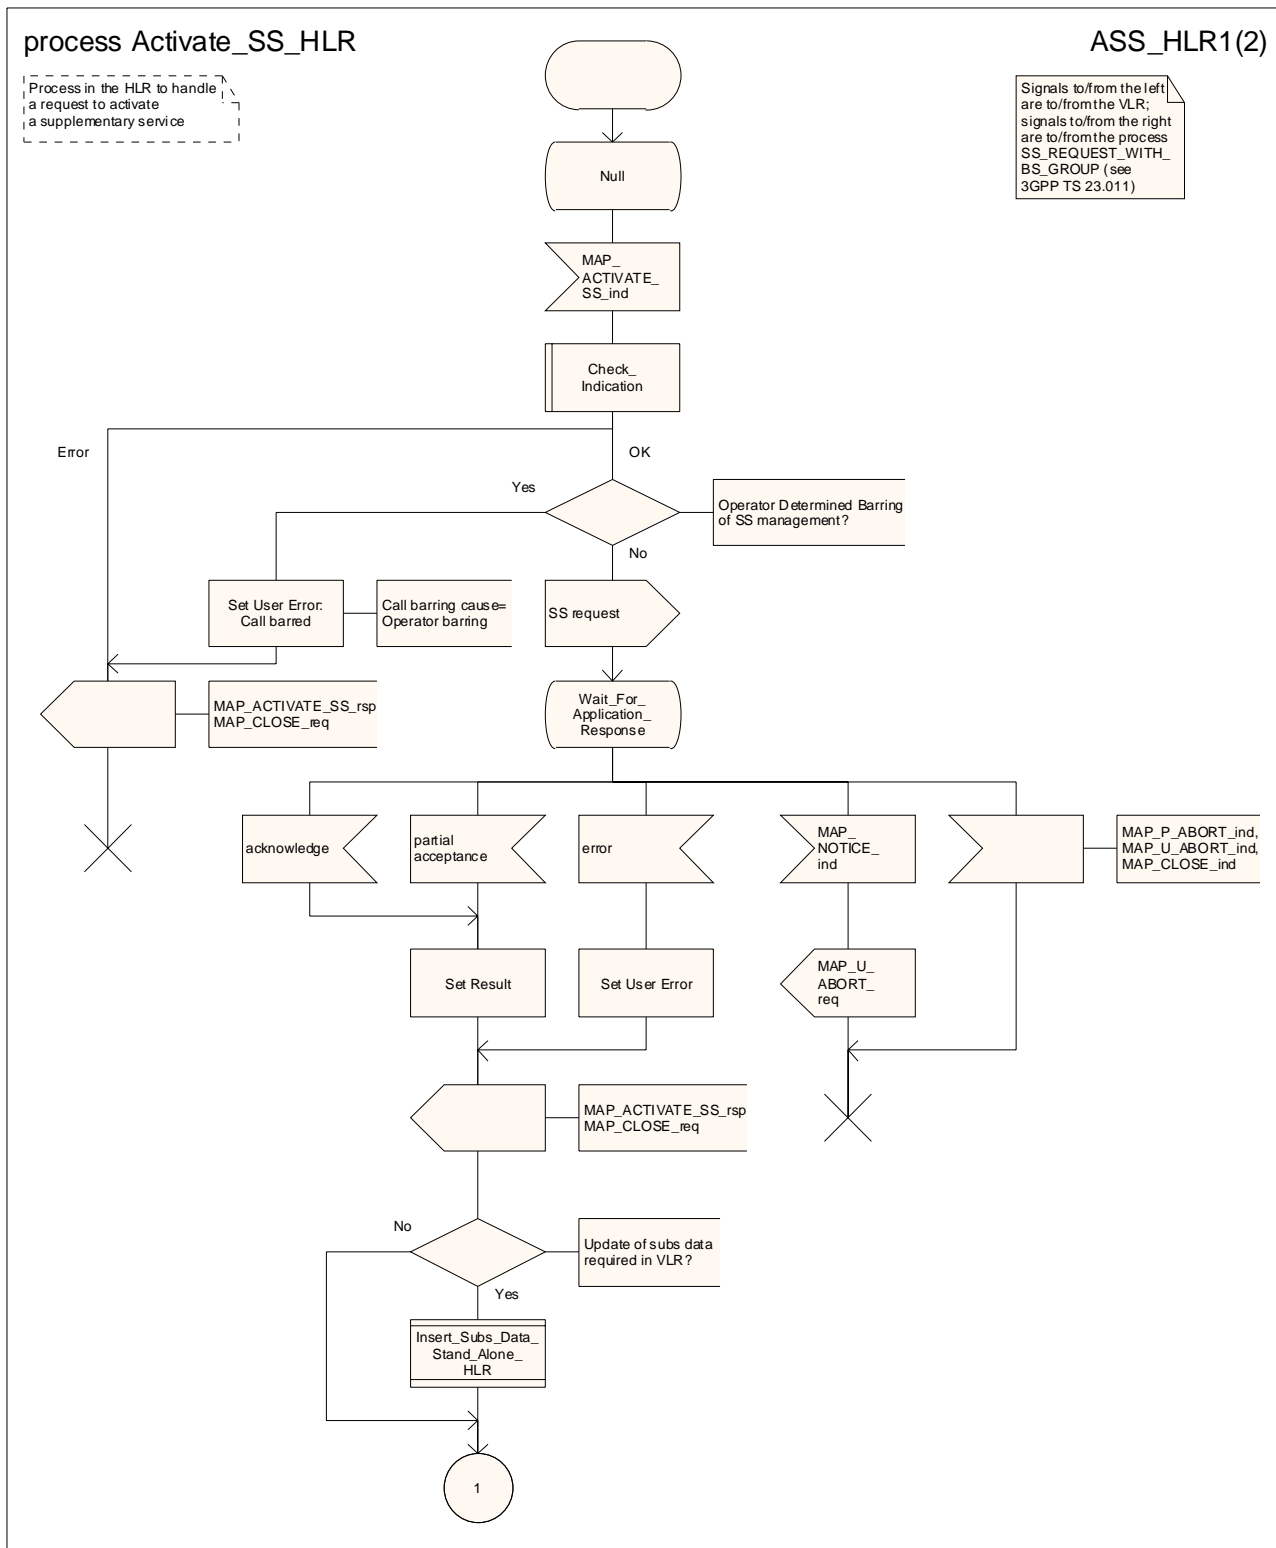 process Activate_SS_HLR
ASS_HLR1(2)
Process in the HLR to handle
a request to activate
a supplementary service
Signals to/from the left
are to/from the VLR;
signals to/from the right
are to/from the process
SS_REQUEST_WITH_
BS_GROUP (see
3GPP TS 23.011)
Null
MAP_
ACTIVATE_
SS_ind
Check_
Indication
Error
OK
Yes
Operator Determined Barring
of SS management?
No
Set User Error:
Call barred
Call barring cause=
Operator barring
SS request
MAP_ACTIVATE_SS_rsp
MAP_CLOSE_req
Wait_For_
Application_
Response
acknowledge
partial
acceptance
error
MAP_
NOTICE_
ind
MAP_P_ABORT_ind,
MAP_U_ABORT_ind,
MAP_CLOSE_ind
Set Result
Set User Error
MAP_U_
ABORT_
req
MAP_ACTIVATE_SS_rsp
MAP_CLOSE_req
No
Update of subs data
required in VLR?
Yes
Insert_Subs_Data_
Stand_Alone_
HLR
1